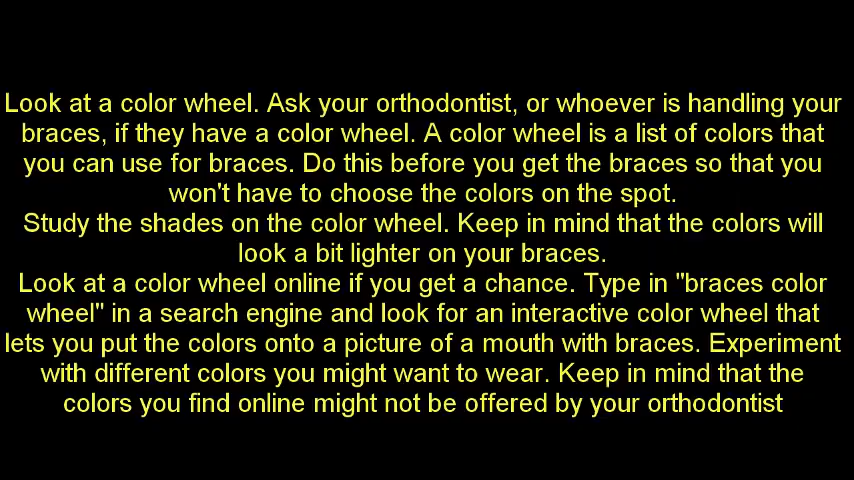 Look at a color wheel. Ask your orthodontist, or whoever is handling your
braces, if they have a color wheel. A color wheel is a list of colors that
you can use for braces. Do this before you get the braces so that you
won't have to choose the colors on the spot.
Study the shades on the color wheel. Keep in mind that the colors will
look a bit lighter on your braces.
Look at a color wheel online if you get a chance. Type in "braces color
wheel" in a search engine and look for an interactive color wheel that
lets you put the colors onto a picture of a mouth with braces. Experiment
with different colors you might want to wear. Keep in mind that the
colors you find online might not be offered by your orthodontist